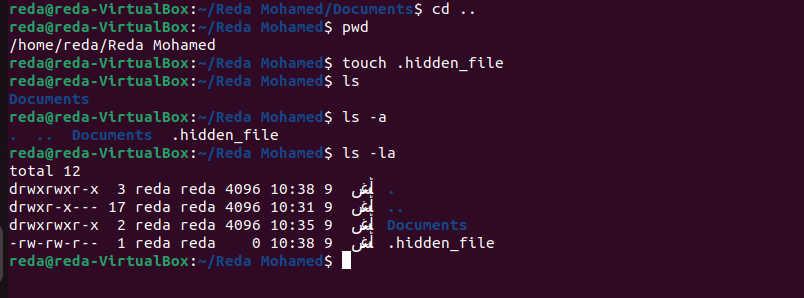 reda@reda-VirtualBox:~/Reda Mohamed/Documents$ cd ..
reda@reda-VirtualBox:~/Reda Mohamed$ pwd
/home/reda/Reda Mohamed
reda@reda-VirtualBox:~/Reda Mohamed$ touch .hidden_file
reda@reda-VirtualBox:~/Reda Mohamed$ ls
Documents
reda@reda-VirtualBox:~/Reda Mohamed$ ls -a
.  ..  Documents  .hidden_file
reda@reda-VirtualBox:~/Reda Mohamed$ ls -la
total 12
drwxrwxr-x  3 reda reda 4096 10:38 9  .
drwxr-x--- 17 reda reda 4096 10:31 9  ..
drwxrwxr-x  2 reda reda 4096 10:35 9  Documents
-rw-rw-r--  1 reda reda    0 10:38 9  .hidden_file
reda@reda-VirtualBox:~/Reda Mohamed$